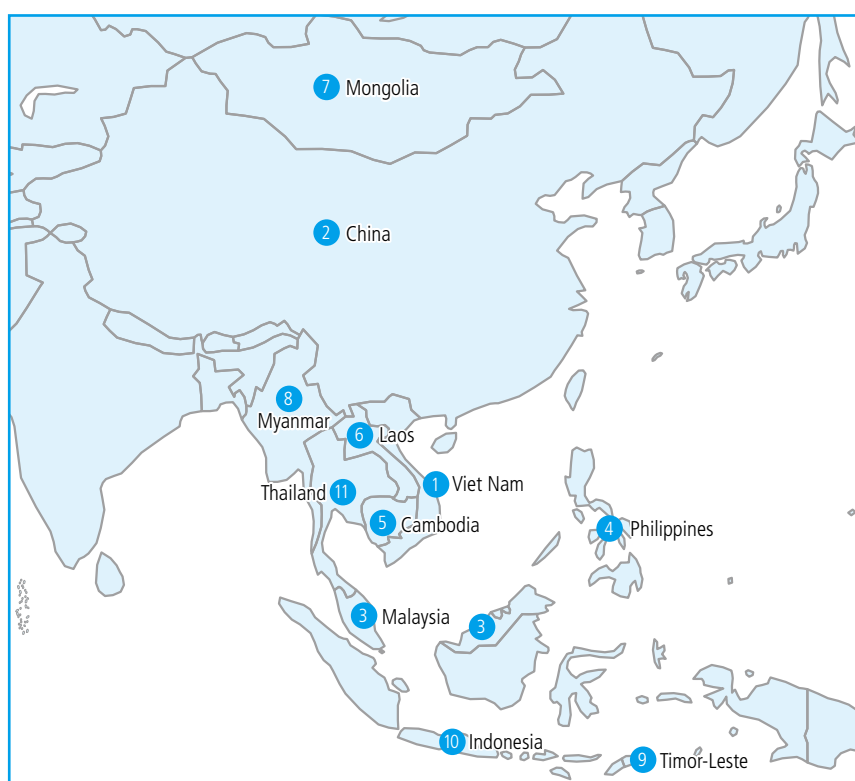 7 Mongolia
2 China
8
Myanmar
6 Laos
1 Viet Nam
Thailand 11
5 Cambodia
4 Philippines
3 Malaysia
3
10 Indonesia
9 Timor-Leste